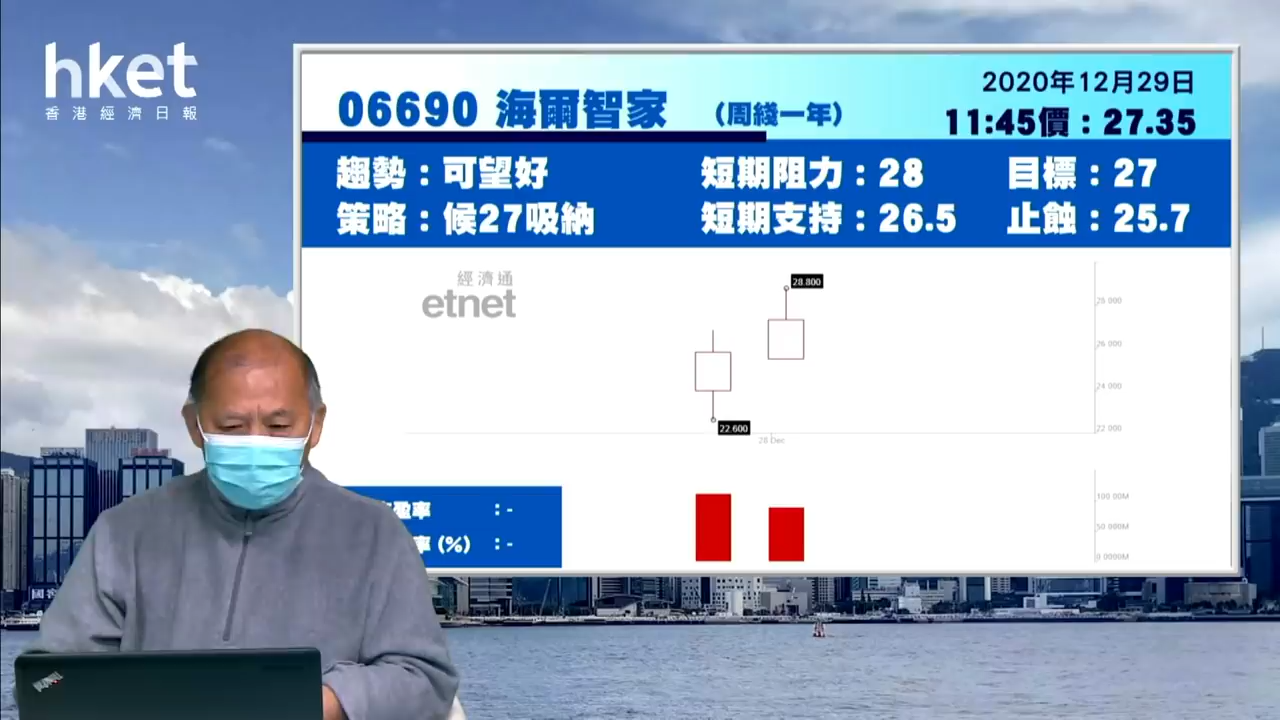 hket
香港經濟日報
06690 海爾智家 (周綫一年)
2020年12月29日
11:45價：27.35
趨勢：可望好 短期阻力：28 目標：27
策略：候27吸納 短期支持：26.5 止蝕：25.7
經濟通
etnet
28.800
28 000
26 000
24 000
22.600
22 000
28 Dec
盈率 ：-
率 (%) ：-
100 00M
50 000M
0 0000M